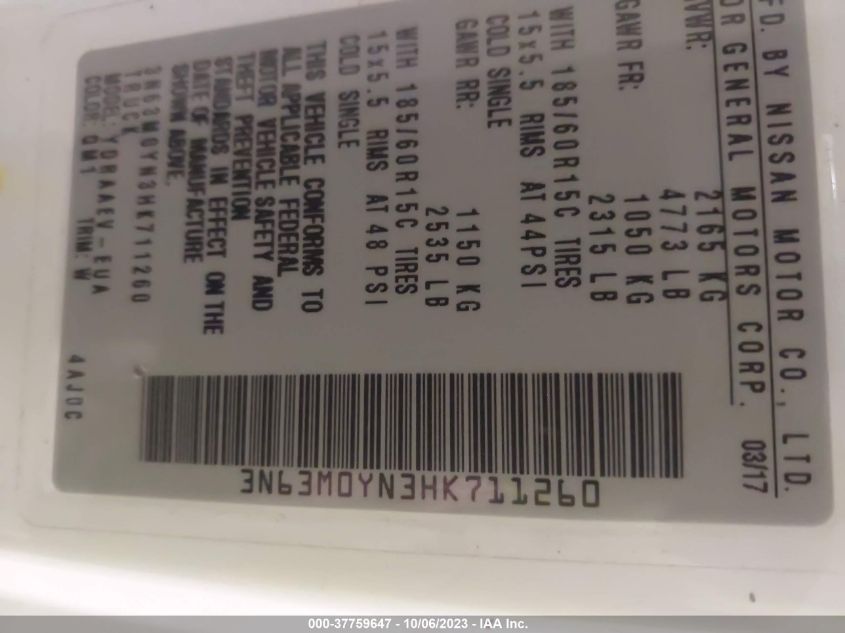 FD. BY NISSAN MOTOR CO., LTD.
OR GENERAL MOTORS CORP. 03/17
VWR: 2165 KG
4773 LB
GAWR FR: 1050 KG
2315 LB
WITH 185/60R15C TIRES
15x5.5 RIMS AT 44PSI
COLD SINGLE
GAWR RR: 1150 KG
2535 LB
WITH 185/60R15C TIRES
15x5.5 RIMS AT 48 PSI
COLD SINGLE
THIS VEHICLE CONFORMS TO
ALL APPLICABLE FEDERAL
MOTOR VEHICLE SAFETY AND
THEFT PREVENTION
STANDARDS IN EFFECT ON THE
DATE OF MANUFACTURE
SHOWN ABOVE.
3N63M0YN3HK711260
TRUCK
MODEL: YDRAAEV-EUA
COLOR: QM1 TRIM: W
4AJ0C
3N63M0YN3HK711260
000-37759647 - 10/06/2023 - IAA Inc.